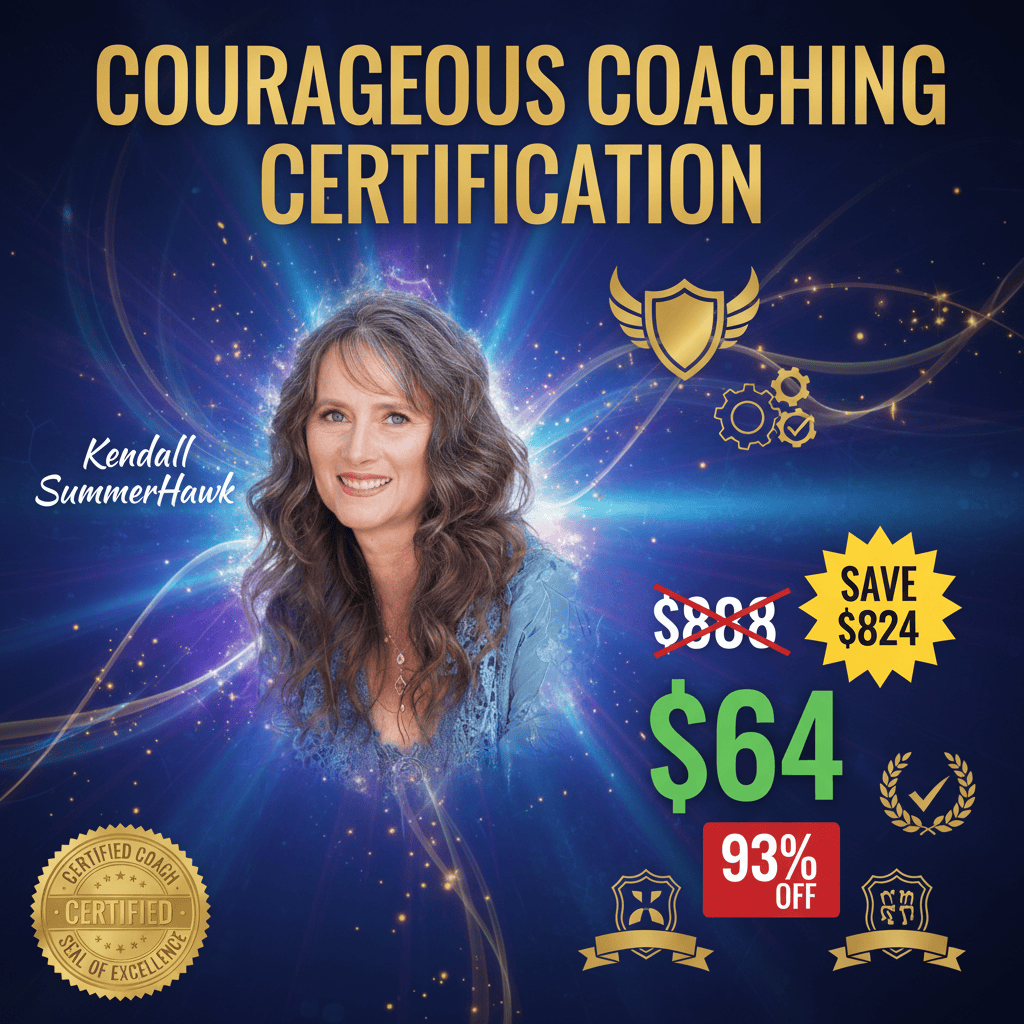 COURAGEOUS COACHING
CERTIFICATION
Kendall
SummerHawk
$888
SAVE
$824
$64
93%
OFF
CERTIFIED COACH
CERTIFIED
SEAL OF EXCELLENCE